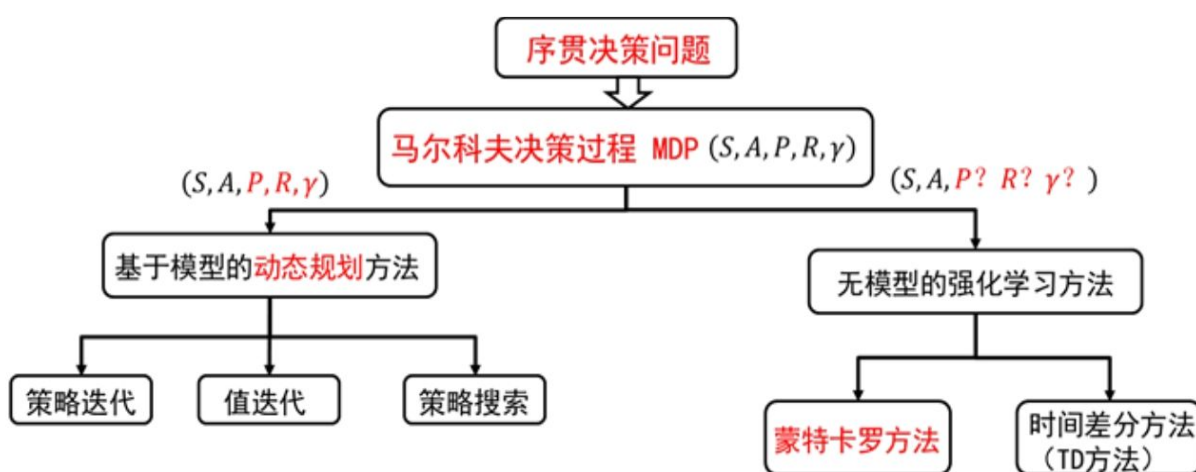 序贯决策问题
马尔科夫决策过程 MDP (S, A, P, R, γ)
(S, A, P, R, γ)
(S, A, P? R? γ? )
基于模型的动态规划方法
无模型的强化学习方法
策略迭代
值迭代
策略搜索
蒙特卡罗方法
时间差分方法
（TD方法）